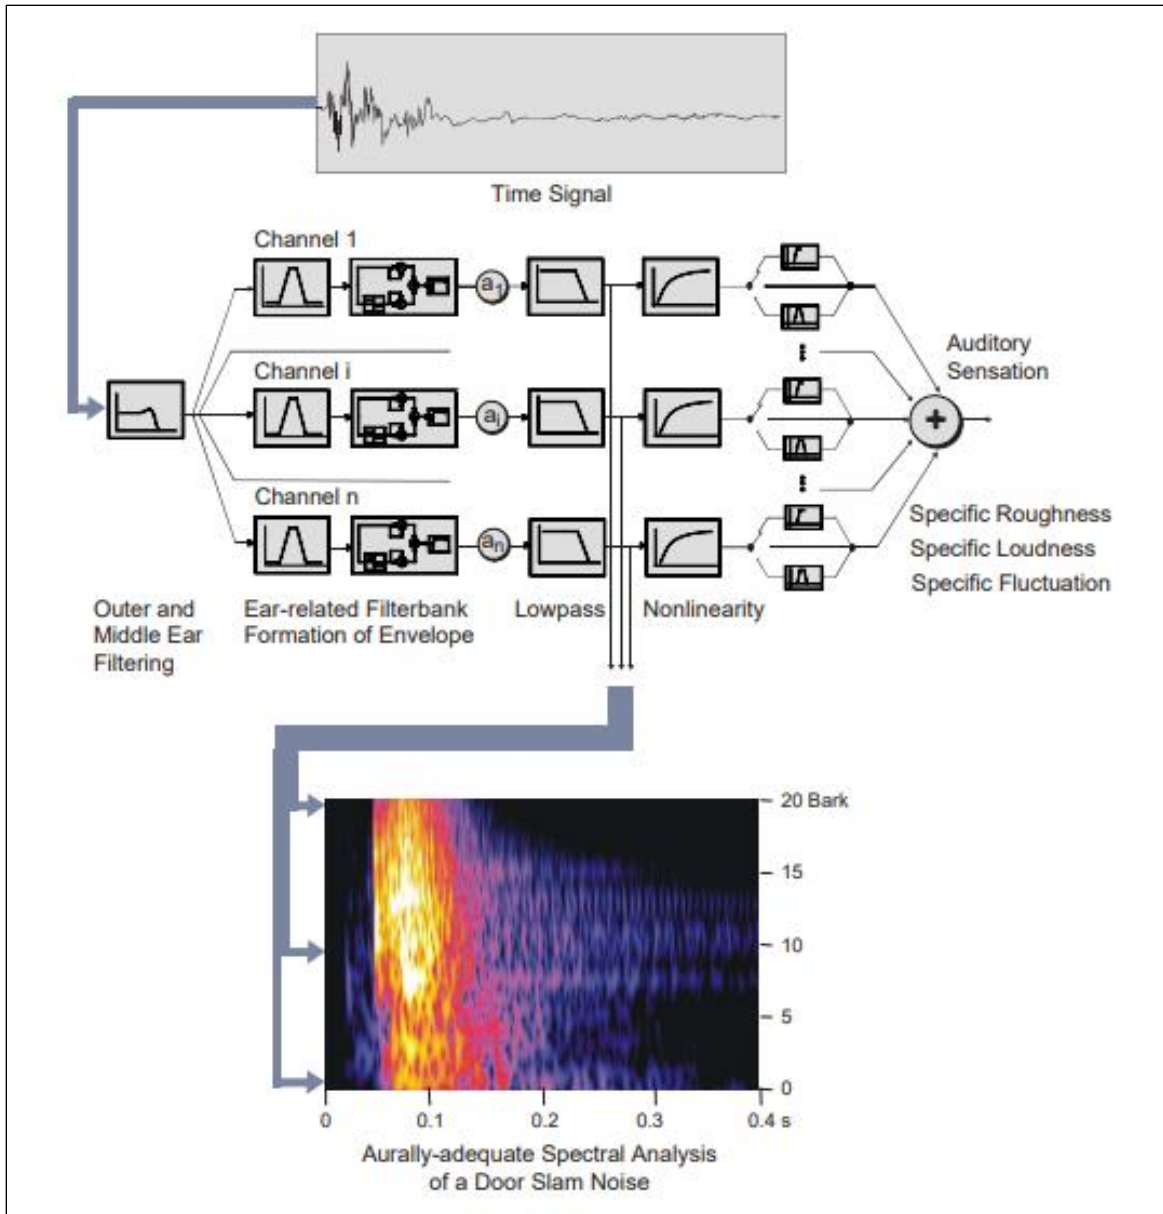 Time Signal
Channel 1
a1
Channel i
ai
Channel n
an
Auditory
Sensation
+
Specific Roughness
Specific Loudness
Specific Fluctuation
Outer and
Middle Ear
Filtering
Ear-related Filterbank
Formation of Envelope
Lowpass
Nonlinearity
20 Bark
15
10
5
0
0
0.1
0.2
0.3
0.4 s
Aurally-adequate Spectral Analysis
of a Door Slam Noise